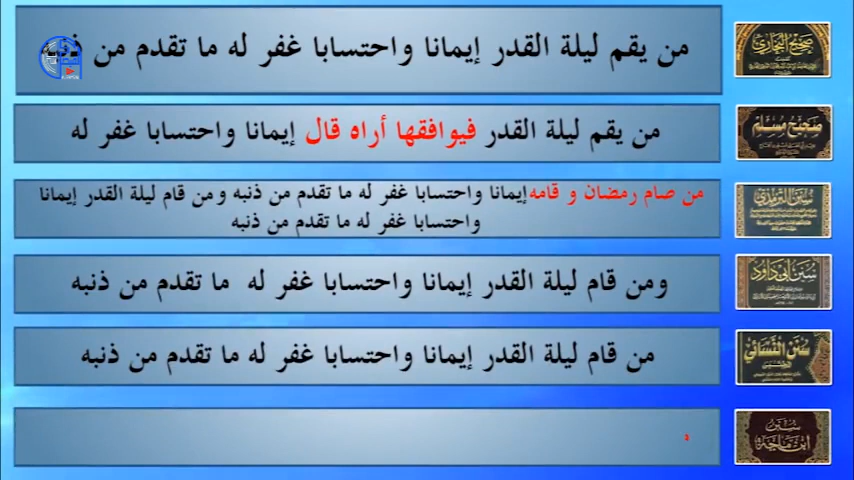 من يقم ليلة القدر إيمانا واحتسابا غفر له ما تقدم من ذنبه
صحيح البخاري
من يقم ليلة القدر فيوافقها أراه قال إيمانا واحتسابا غفر له
صحيح مسلم
من صام رمضان و قامه إيمانا واحتسابا غفر له ما تقدم من ذنبه ومن قام ليلة القدر إيمانا
واحتسابا غفر له ما تقدم من ذنبه
سنن الترمذي
ومن قام ليلة القدر إيمانا واحتسابا غفر له ما تقدم من ذنبه
سنن أبي داود
من قام ليلة القدر إيمانا واحتسابا غفر له ما تقدم من ذنبه
سنن النسائي
سنن
ابن ماجة